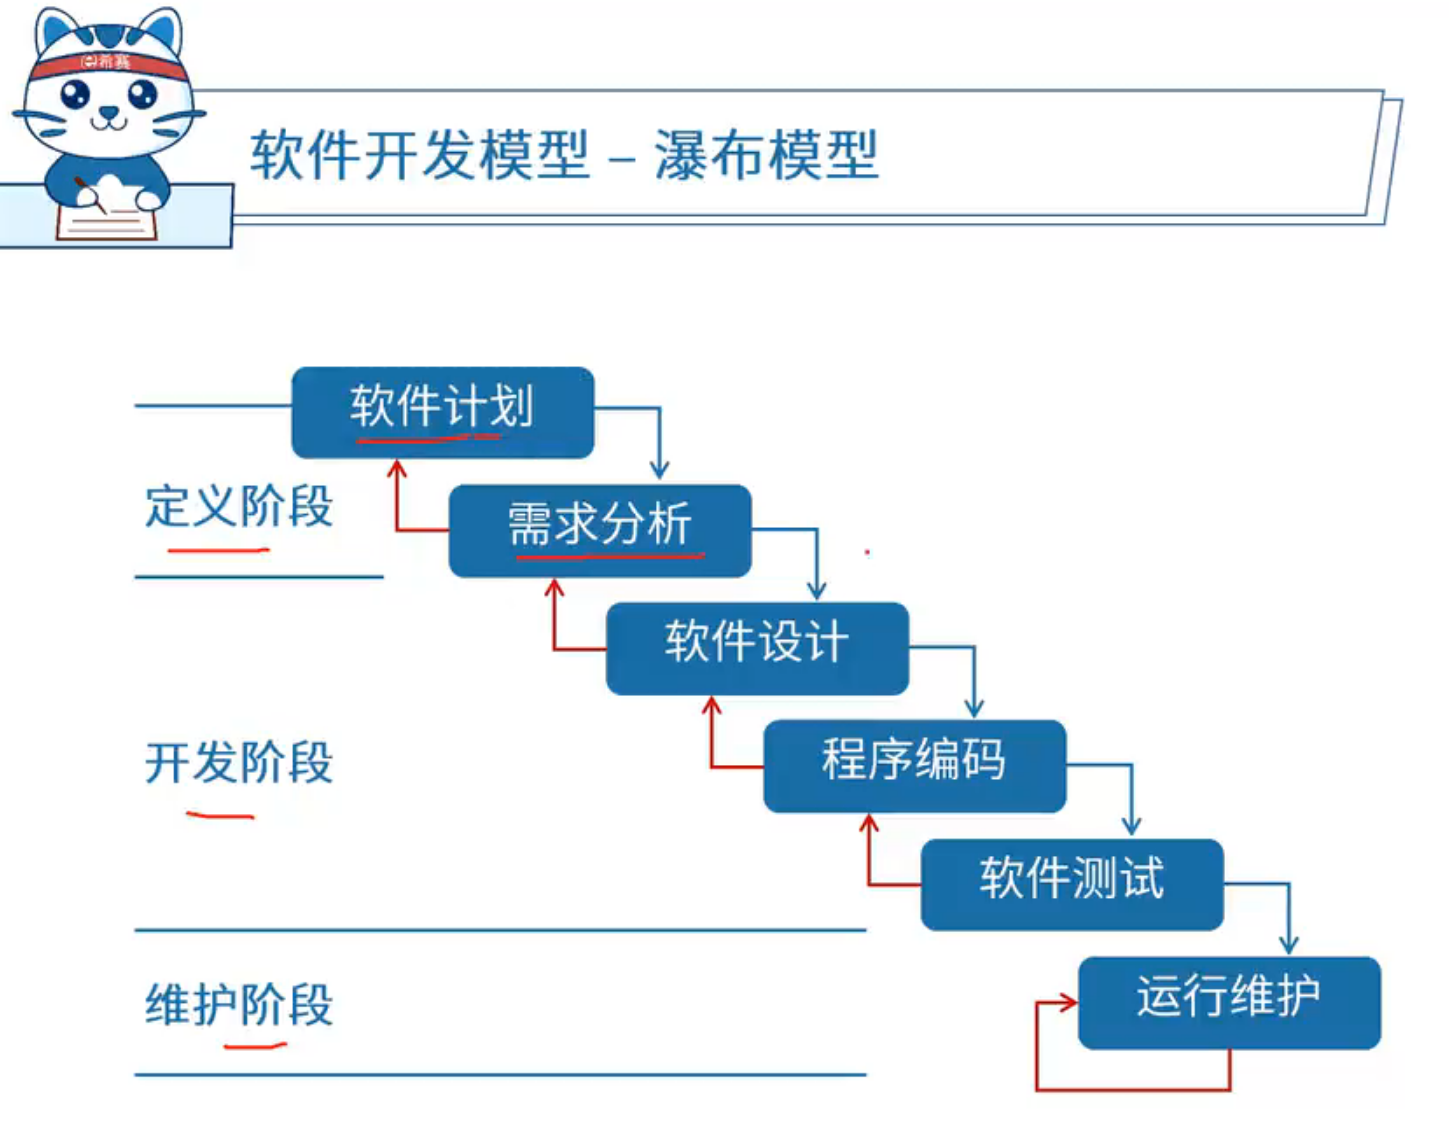 希赛
软件开发模型 – 瀑布模型
软件计划
定义阶段
需求分析
软件设计
开发阶段
程序编码
软件测试
维护阶段
运行维护